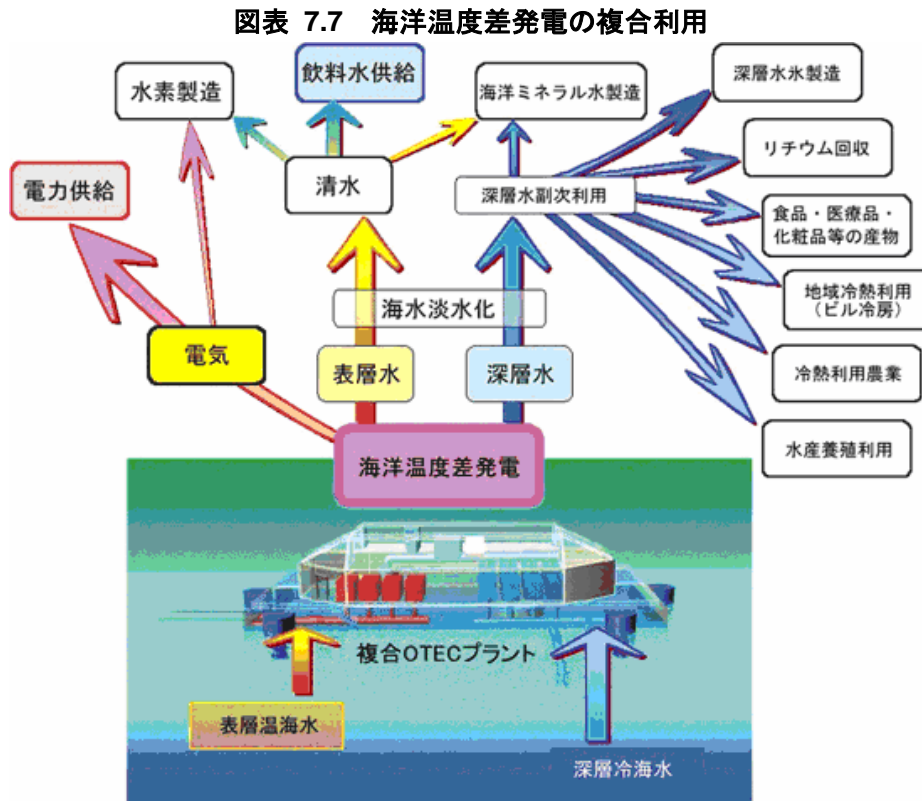 図表 7.7 海洋温度差発電の複合利用
水素製造
飲料水供給
海洋ミネラル水製造
深層水氷製造
リチウム回収
電力供給
清水
深層水副次利用
食品・医療品・
化粧品等の産物
地域冷熱利用
（ビル冷房）
海水淡水化
電気
表層水
深層水
冷熱利用農業
水産養殖利用
海洋温度差発電
複合OTECプラント
表層温海水
深層冷海水